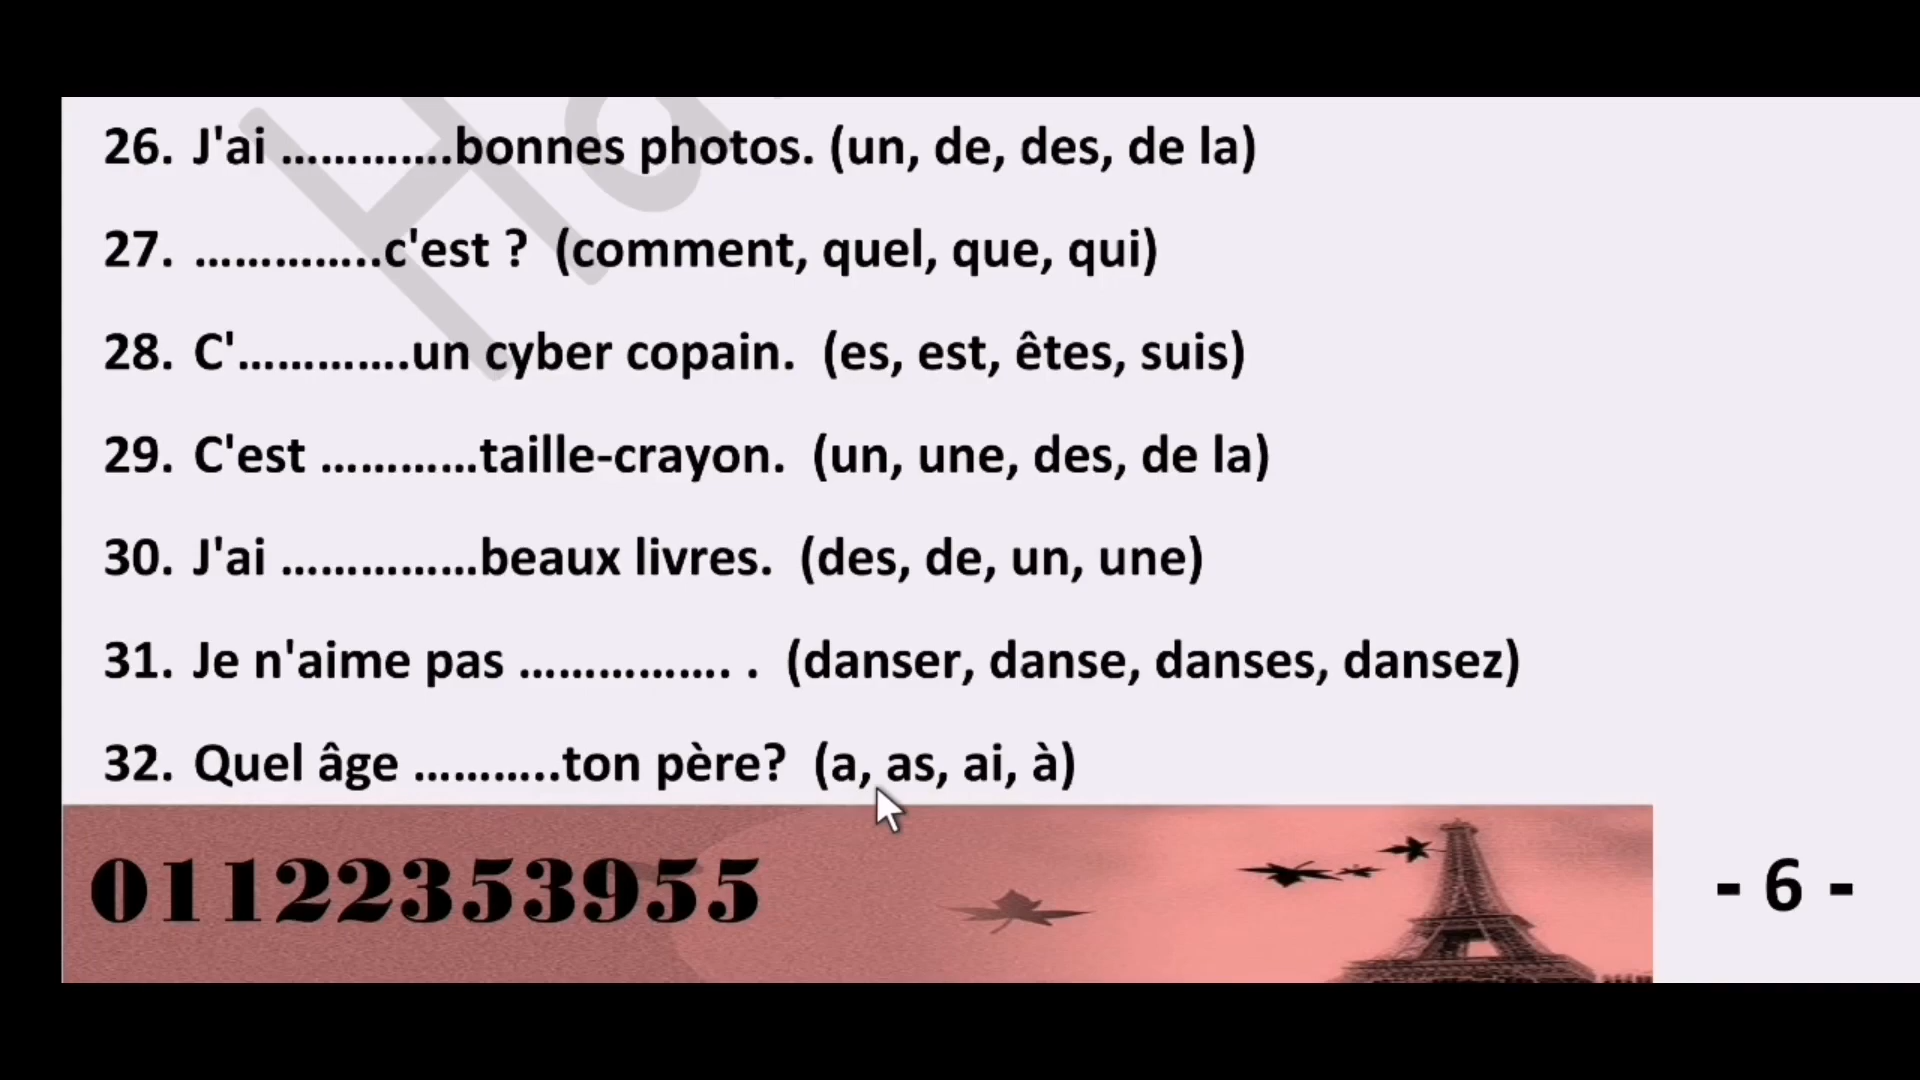 26. J'ai .............bonnes photos. (un, de, des, de la)
27. ..............c'est ? (comment, quel, que, qui)
28. C'.............un cyber copain. (es, est, êtes, suis)
29. C'est ............taille-crayon. (un, une, des, de la)
30. J'ai ...............beaux livres. (des, de, un, une)
31. Je n'aime pas ................ . (danser, danse, danses, dansez)
32. Quel âge ...........ton père? (a, as, ai, à)
01122353955
- 6 -